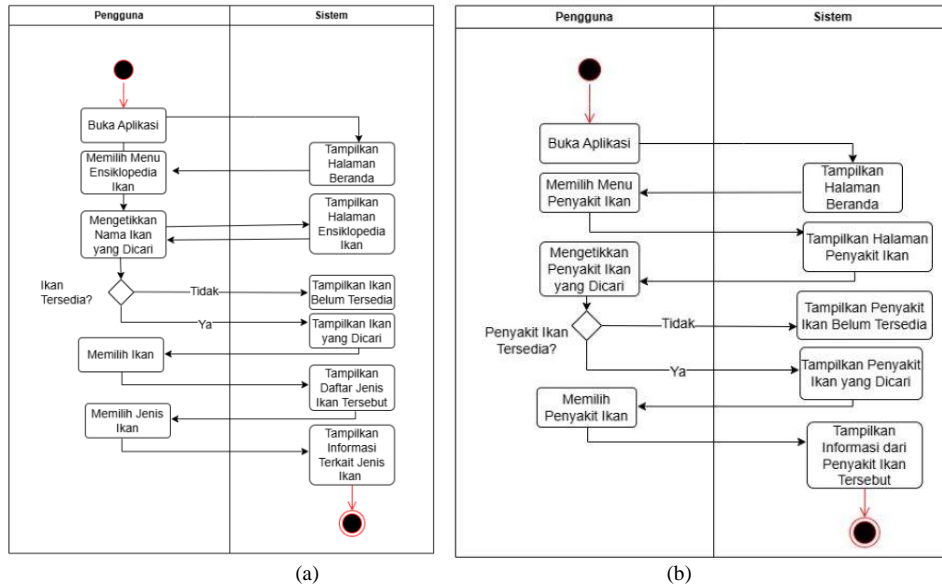 Pengguna
Sistem
Buka Aplikasi
Tampilkan
Halaman
Beranda
Memilih Menu
Ensiklopedia
Ikan
Tampilkan
Halaman
Ensiklopedia
Ikan
Mengetikkan
Nama Ikan
yang Dicari
Ikan
Tersedia?
Tidak
Tampilkan Ikan
Belum Tersedia
Ya
Tampilkan Ikan
yang Dicari
Memilih Ikan
Tampilkan
Daftar Jenis
Ikan Tersebut
Memilih Jenis
Ikan
Tampilkan
Informasi
Terkait Jenis
Ikan
(a)
Pengguna
Sistem
Buka Aplikasi
Tampilkan
Halaman
Beranda
Memilih Menu
Penyakit Ikan
Tampilkan Halaman
Penyakit Ikan
Mengetikkan
Penyakit Ikan
yang Dicari
Penyakit Ikan
Tersedia?
Tidak
Tampilkan Penyakit
Ikan Belum Tersedia
Ya
Tampilkan Penyakit
Ikan yang Dicari
Memilih
Penyakit Ikan
Tampilkan
Informasi dari
Penyakit Ikan
Tersebut
(b)